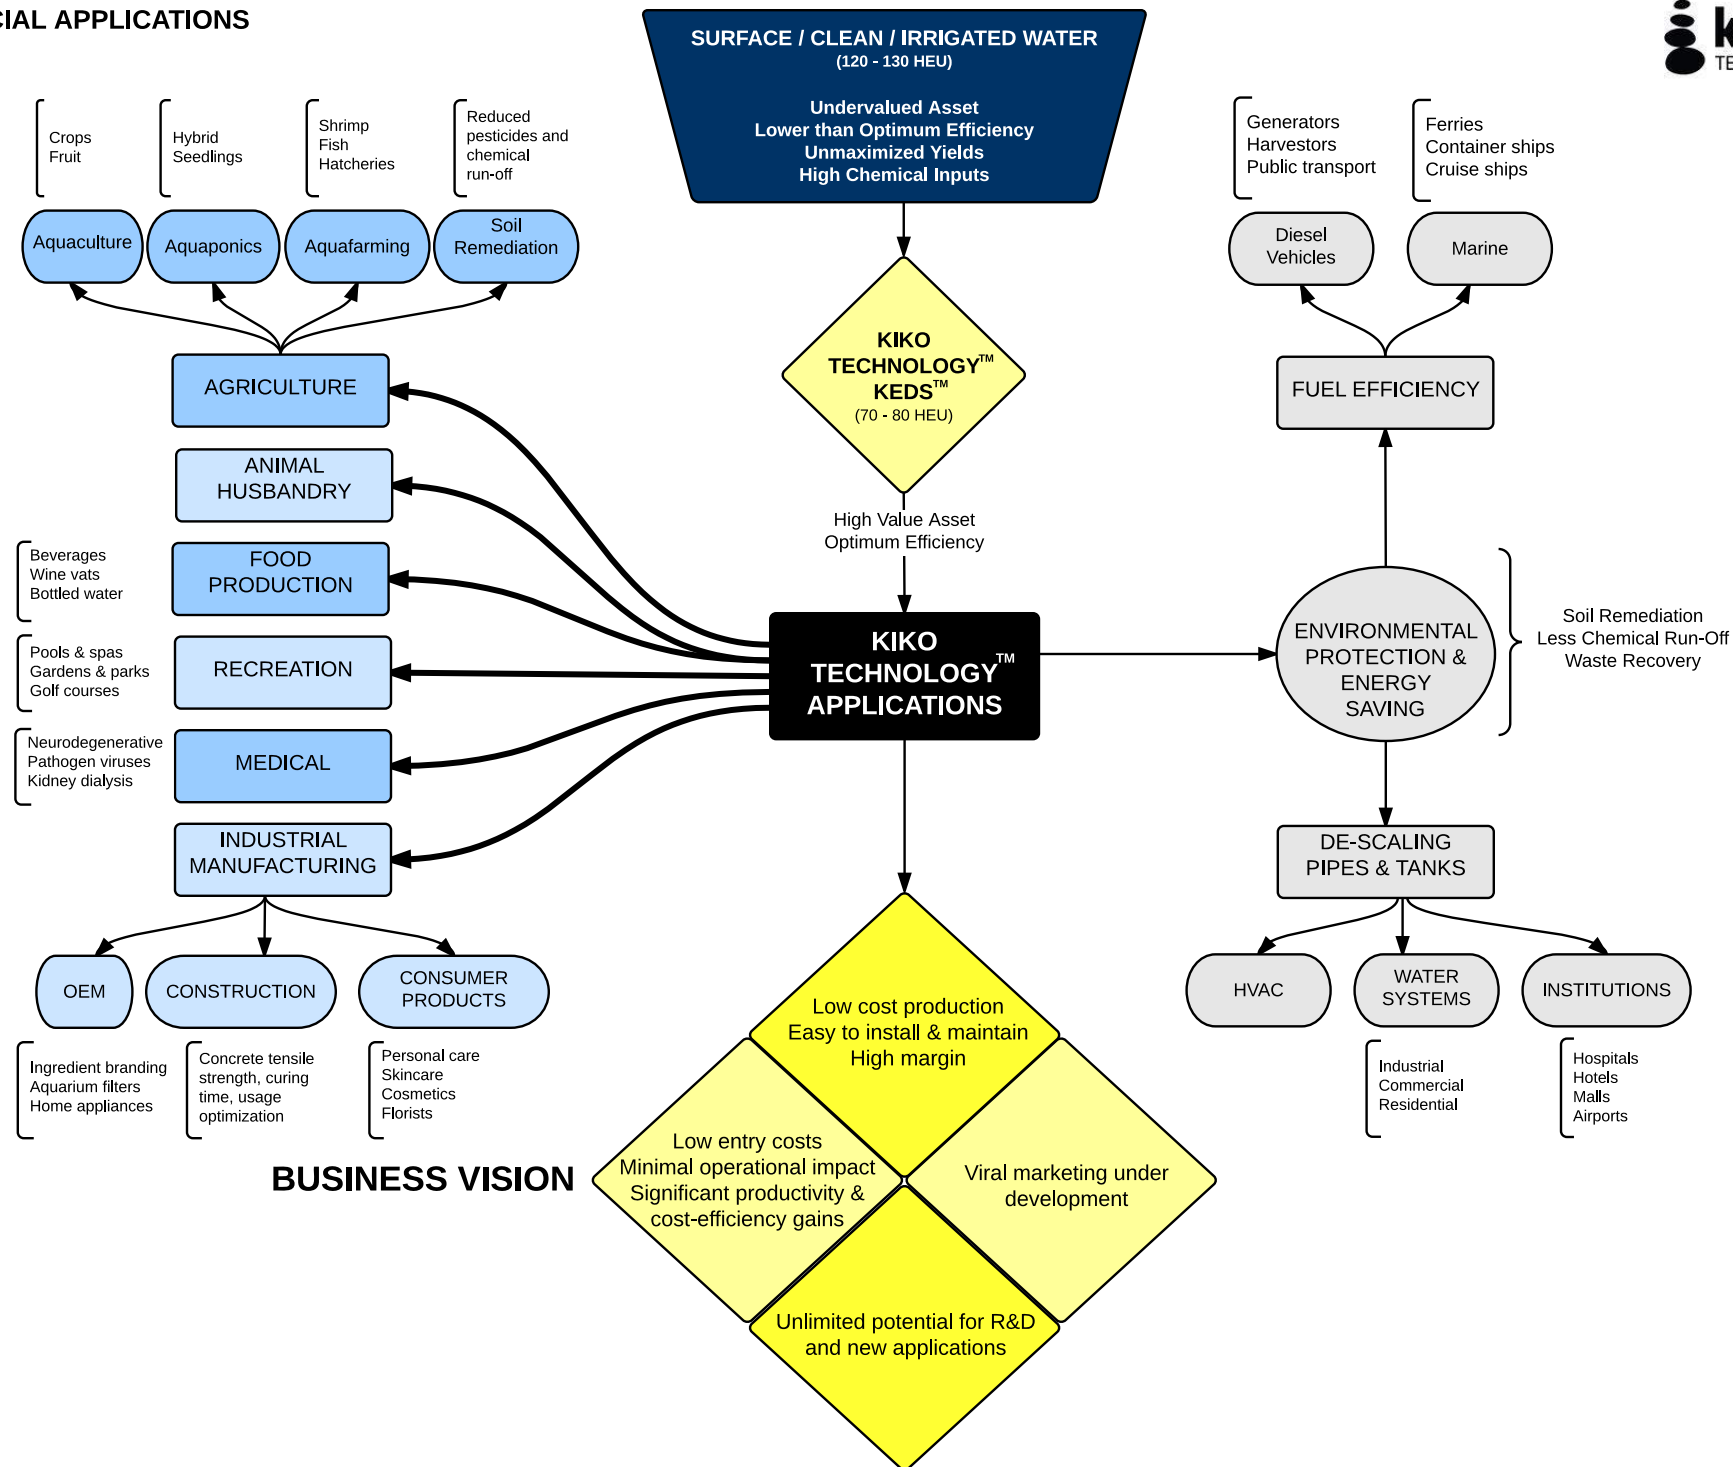 CIAL APPLICATIONS
SURFACE / CLEAN / IRRIGATED WATER
(120 - 130 HEU)
Undervalued Asset
Lower than Optimum Efficiency
Unmaximized Yields
High Chemical Inputs
Crops
Fruit
Hybrid
Seedlings
Shrimp
Fish
Hatcheries
Reduced
pesticides and
chemical
run-off
Generators
Harvestors
Public transport
Ferries
Container ships
Cruise ships
Aquaculture
Aquaponics
Aquafarming
Soil
Remediation
Diesel
Vehicles
Marine
KIKO
TECHNOLOGY™
KEDS™
(70 - 80 HEU)
AGRICULTURE
FUEL EFFICIENCY
ANIMAL
HUSBANDRY
High Value Asset
Optimum Efficiency
Beverages
Wine vats
Bottled water
FOOD
PRODUCTION
Pools & spas
Gardens & parks
Golf courses
RECREATION
KIKO
TECHNOLOGY™
APPLICATIONS
ENVIRONMENTAL
PROTECTION &
ENERGY
SAVING
Soil Remediation
Less Chemical Run-Off
Waste Recovery
Neurodegenerative
Pathogen viruses
Kidney dialysis
MEDICAL
INDUSTRIAL
MANUFACTURING
DE-SCALING
PIPES & TANKS
OEM
CONSTRUCTION
CONSUMER
PRODUCTS
HVAC
WATER
SYSTEMS
INSTITUTIONS
Ingredient branding
Aquarium filters
Home appliances
Concrete tensile
strength, curing
time, usage
optimization
Personal care
Skincare
Cosmetics
Florists
Industrial
Commercial
Residential
Hospitals
Hotels
Malls
Airports
BUSINESS VISION
Low cost production
Easy to install & maintain
High margin
Low entry costs
Minimal operational impact
Significant productivity &
cost-efficiency gains
Viral marketing under
development
Unlimited potential for R&D
and new applications